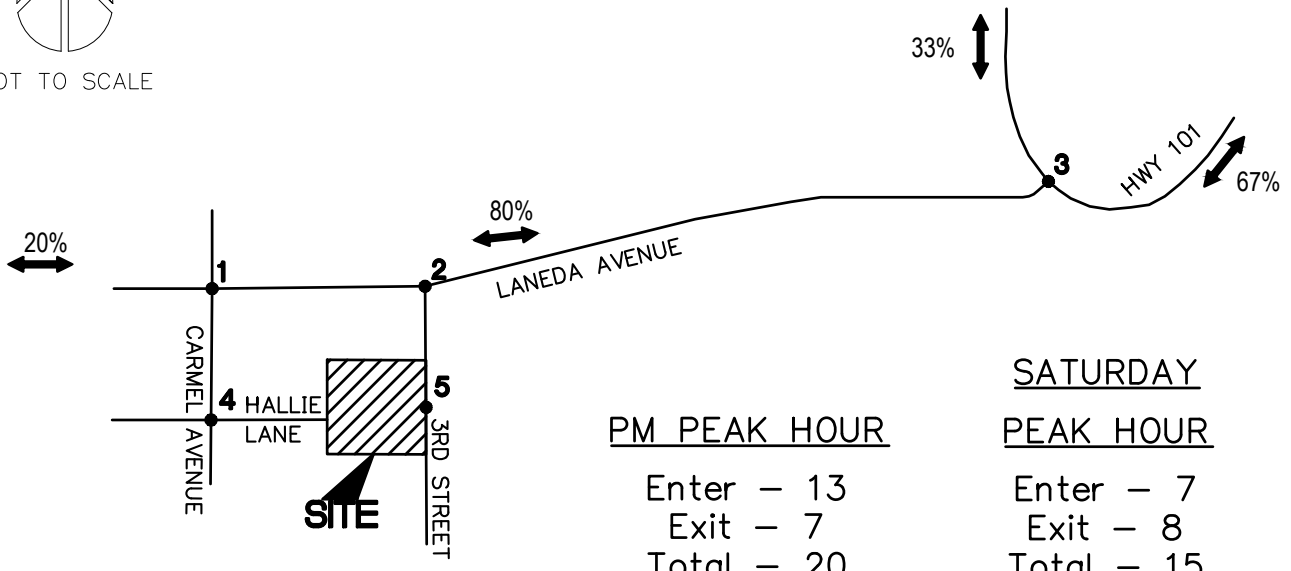 TO SCALE
33%
3
HWY 101
67%
80%
20%
1
2
LANEDA AVENUE
CARMEL AVENUE
4
HALLIE
LANE
5
3RD STREET
SITE
PM PEAK HOUR
Enter - 13
Exit - 7
Total - 20
SATURDAY
PEAK HOUR
Enter - 7
Exit - 8
Total - 15